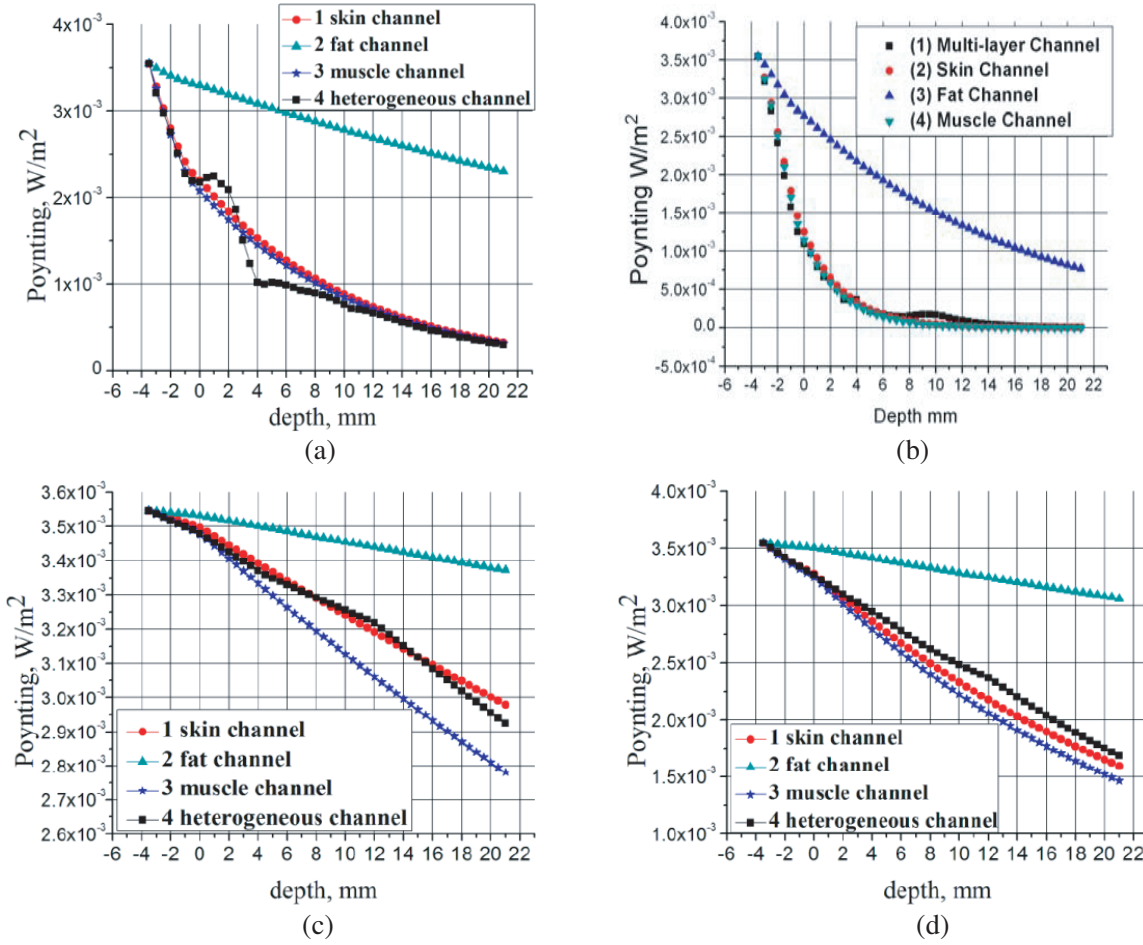 4x10⁻³
3x10⁻³
2x10⁻³
1x10⁻³
0
Poynting, W/m²
1 skin channel
2 fat channel
3 muscle channel
4 heterogeneous channel
-6 -4 -2 0 2 4 6 8 10 12 14 16 18 20 22
depth, mm
(a)
4.0x10⁻³
3.5x10⁻³
3.0x10⁻³
2.5x10⁻³
2.0x10⁻³
1.5x10⁻³
1.0x10⁻³
5.0x10⁻⁴
0.0
-5.0x10⁻⁴
Poynting W/m²
(1) Multi-layer Channel
(2) Skin Channel
(3) Fat Channel
(4) Muscle Channel
-6 -4 -2 0 2 4 6 8 10 12 14 16 18 20 22
Depth mm
(b)
3.6x10⁻³
3.5x10⁻³
3.4x10⁻³
3.3x10⁻³
3.2x10⁻³
3.1x10⁻³
3.0x10⁻³
2.9x10⁻³
2.8x10⁻³
2.7x10⁻³
2.6x10⁻³
Poynting, W/m²
1 skin channel
2 fat channel
3 muscle channel
4 heterogeneous channel
-6 -4 -2 0 2 4 6 8 10 12 14 16 18 20 22
depth, mm
(c)
4.0x10⁻³
3.5x10⁻³
3.0x10⁻³
2.5x10⁻³
2.0x10⁻³
1.5x10⁻³
1.0x10⁻³
Poynting, W/m²
1 skin channel
2 fat channel
3 muscle channel
4 heterogeneous channel
-6 -4 -2 0 2 4 6 8 10 12 14 16 18 20 22
depth, mm
(d)